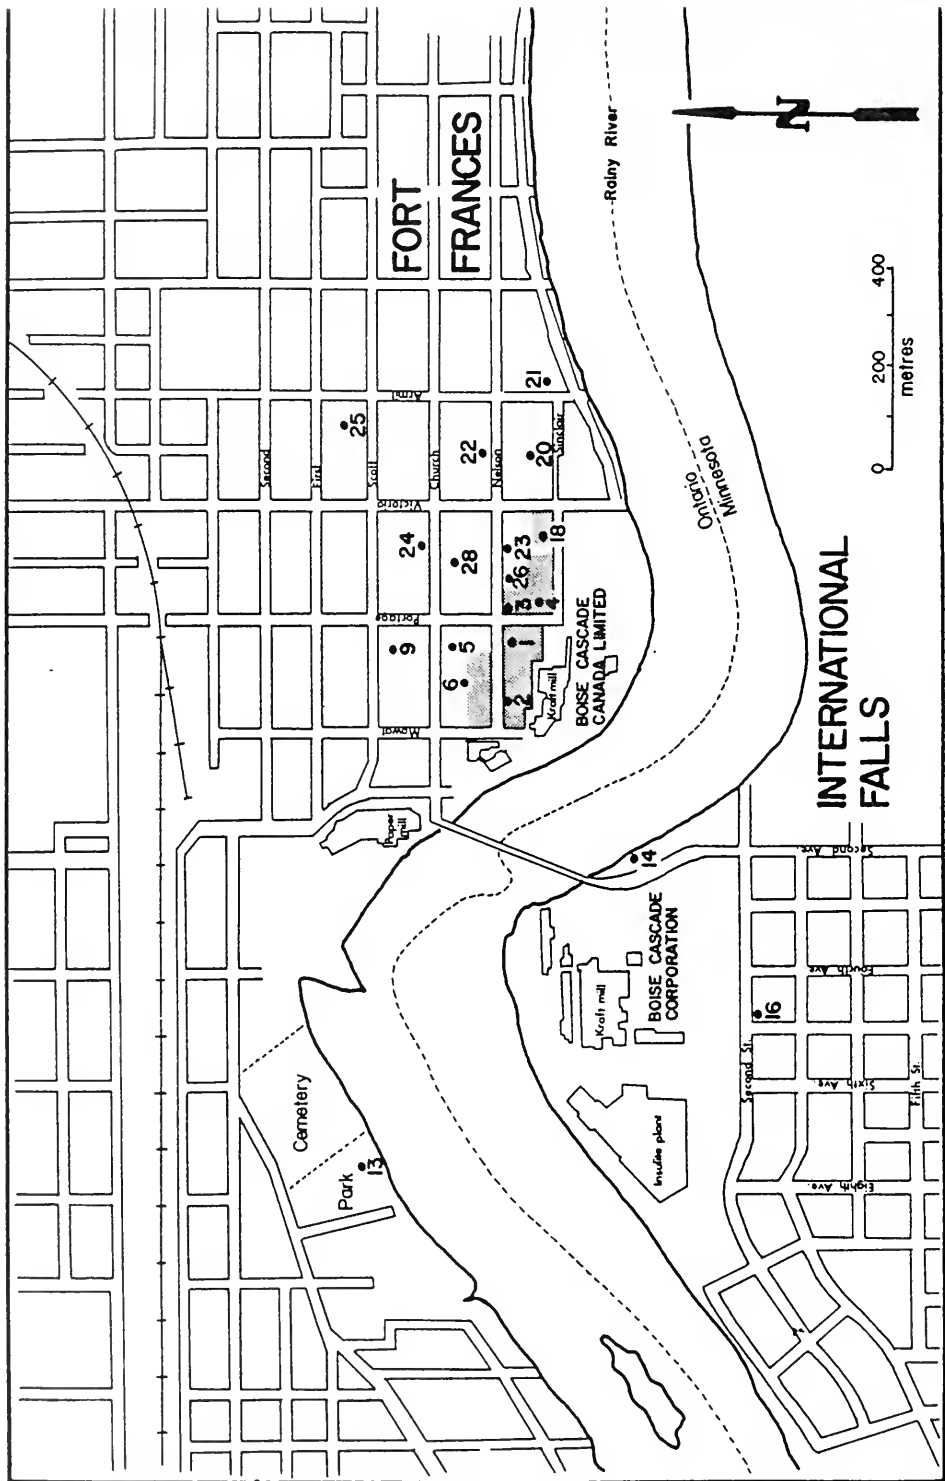 FORT
FRANCES
Rainy River
N
Second
First
Scott
Church
Nelson
Sinclair
Armit
Victoria
Portage
Mowat
25
21
22
20
24
28
23
26
18
3
4
9
5
6
1
2
Kraft mill
BOISE CASCADE
CANADA LIMITED
Paper
mill
Ontario
Minnesota
0 200 400
metres
Cemetery
Park
13
14
INTERNATIONAL
FALLS
BOISE CASCADE
CORPORATION
Kraft mill
Insulite plant
16
Second St.
Fifth St.
Second Ave.
Fourth Ave.
Sixth Ave.
Eighth Ave.